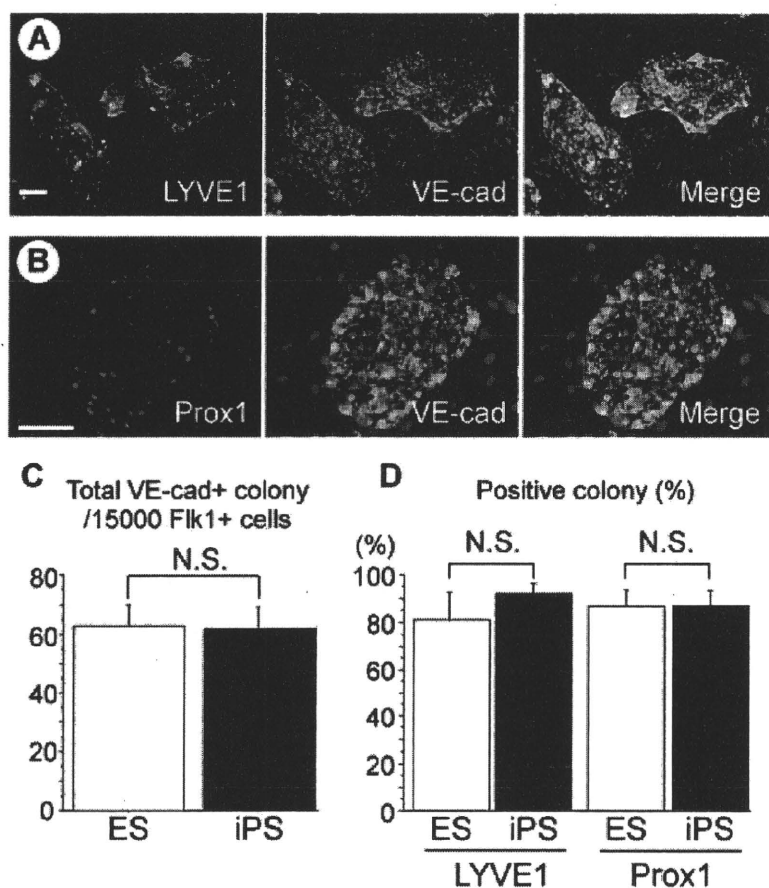 A
LYVE1
VE-cad
Merge
B
Prox1
VE-cad
Merge
C
Total VE-cad+ colony
/15000 Flk1+ cells
N.S.
80
60
40
20
0
ES
iPS
D
Positive colony (%)
(%)
N.S.
N.S.
100
80
60
40
20
0
ES
iPS
ES
iPS
LYVE1
Prox1